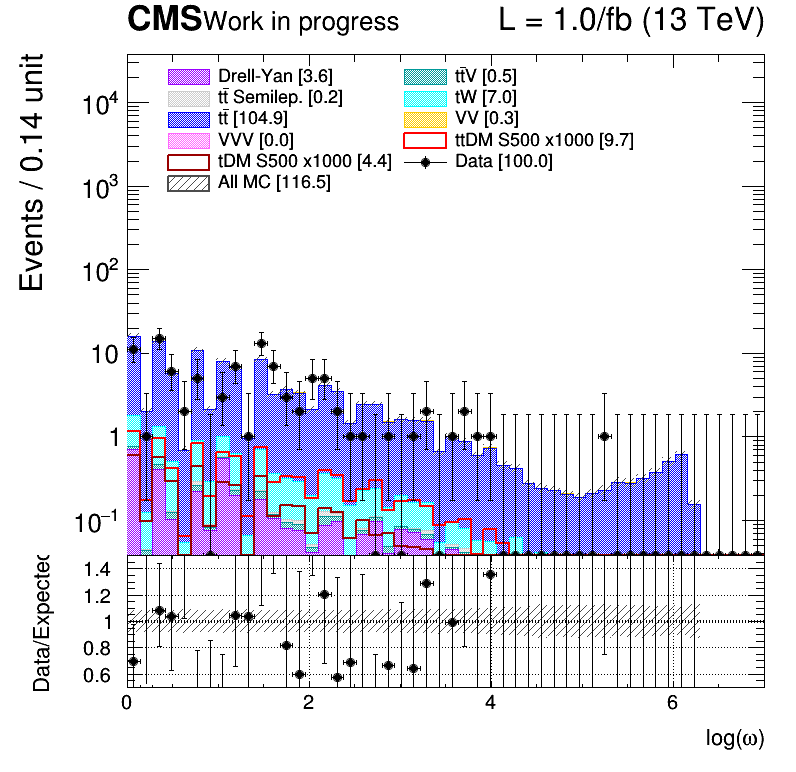 CMS Work in progress L = 1.0/fb (13 TeV)
Drell-Yan [3.6] tt̄V [0.5]
tt̄ Semilep. [0.2] tW [7.0]
tt̄ [104.9] VV [0.3]
VVV [0.0] ttDM S500 x1000 [9.7]
tDM S500 x1000 [4.4] Data [100.0]
All MC [116.5]
Events / 0.14 unit
10⁴
10³
10²
10
1
10⁻¹
Data/Expected
1.4
1.2
1
0.8
0.6
0 2 4 6
log(ω)